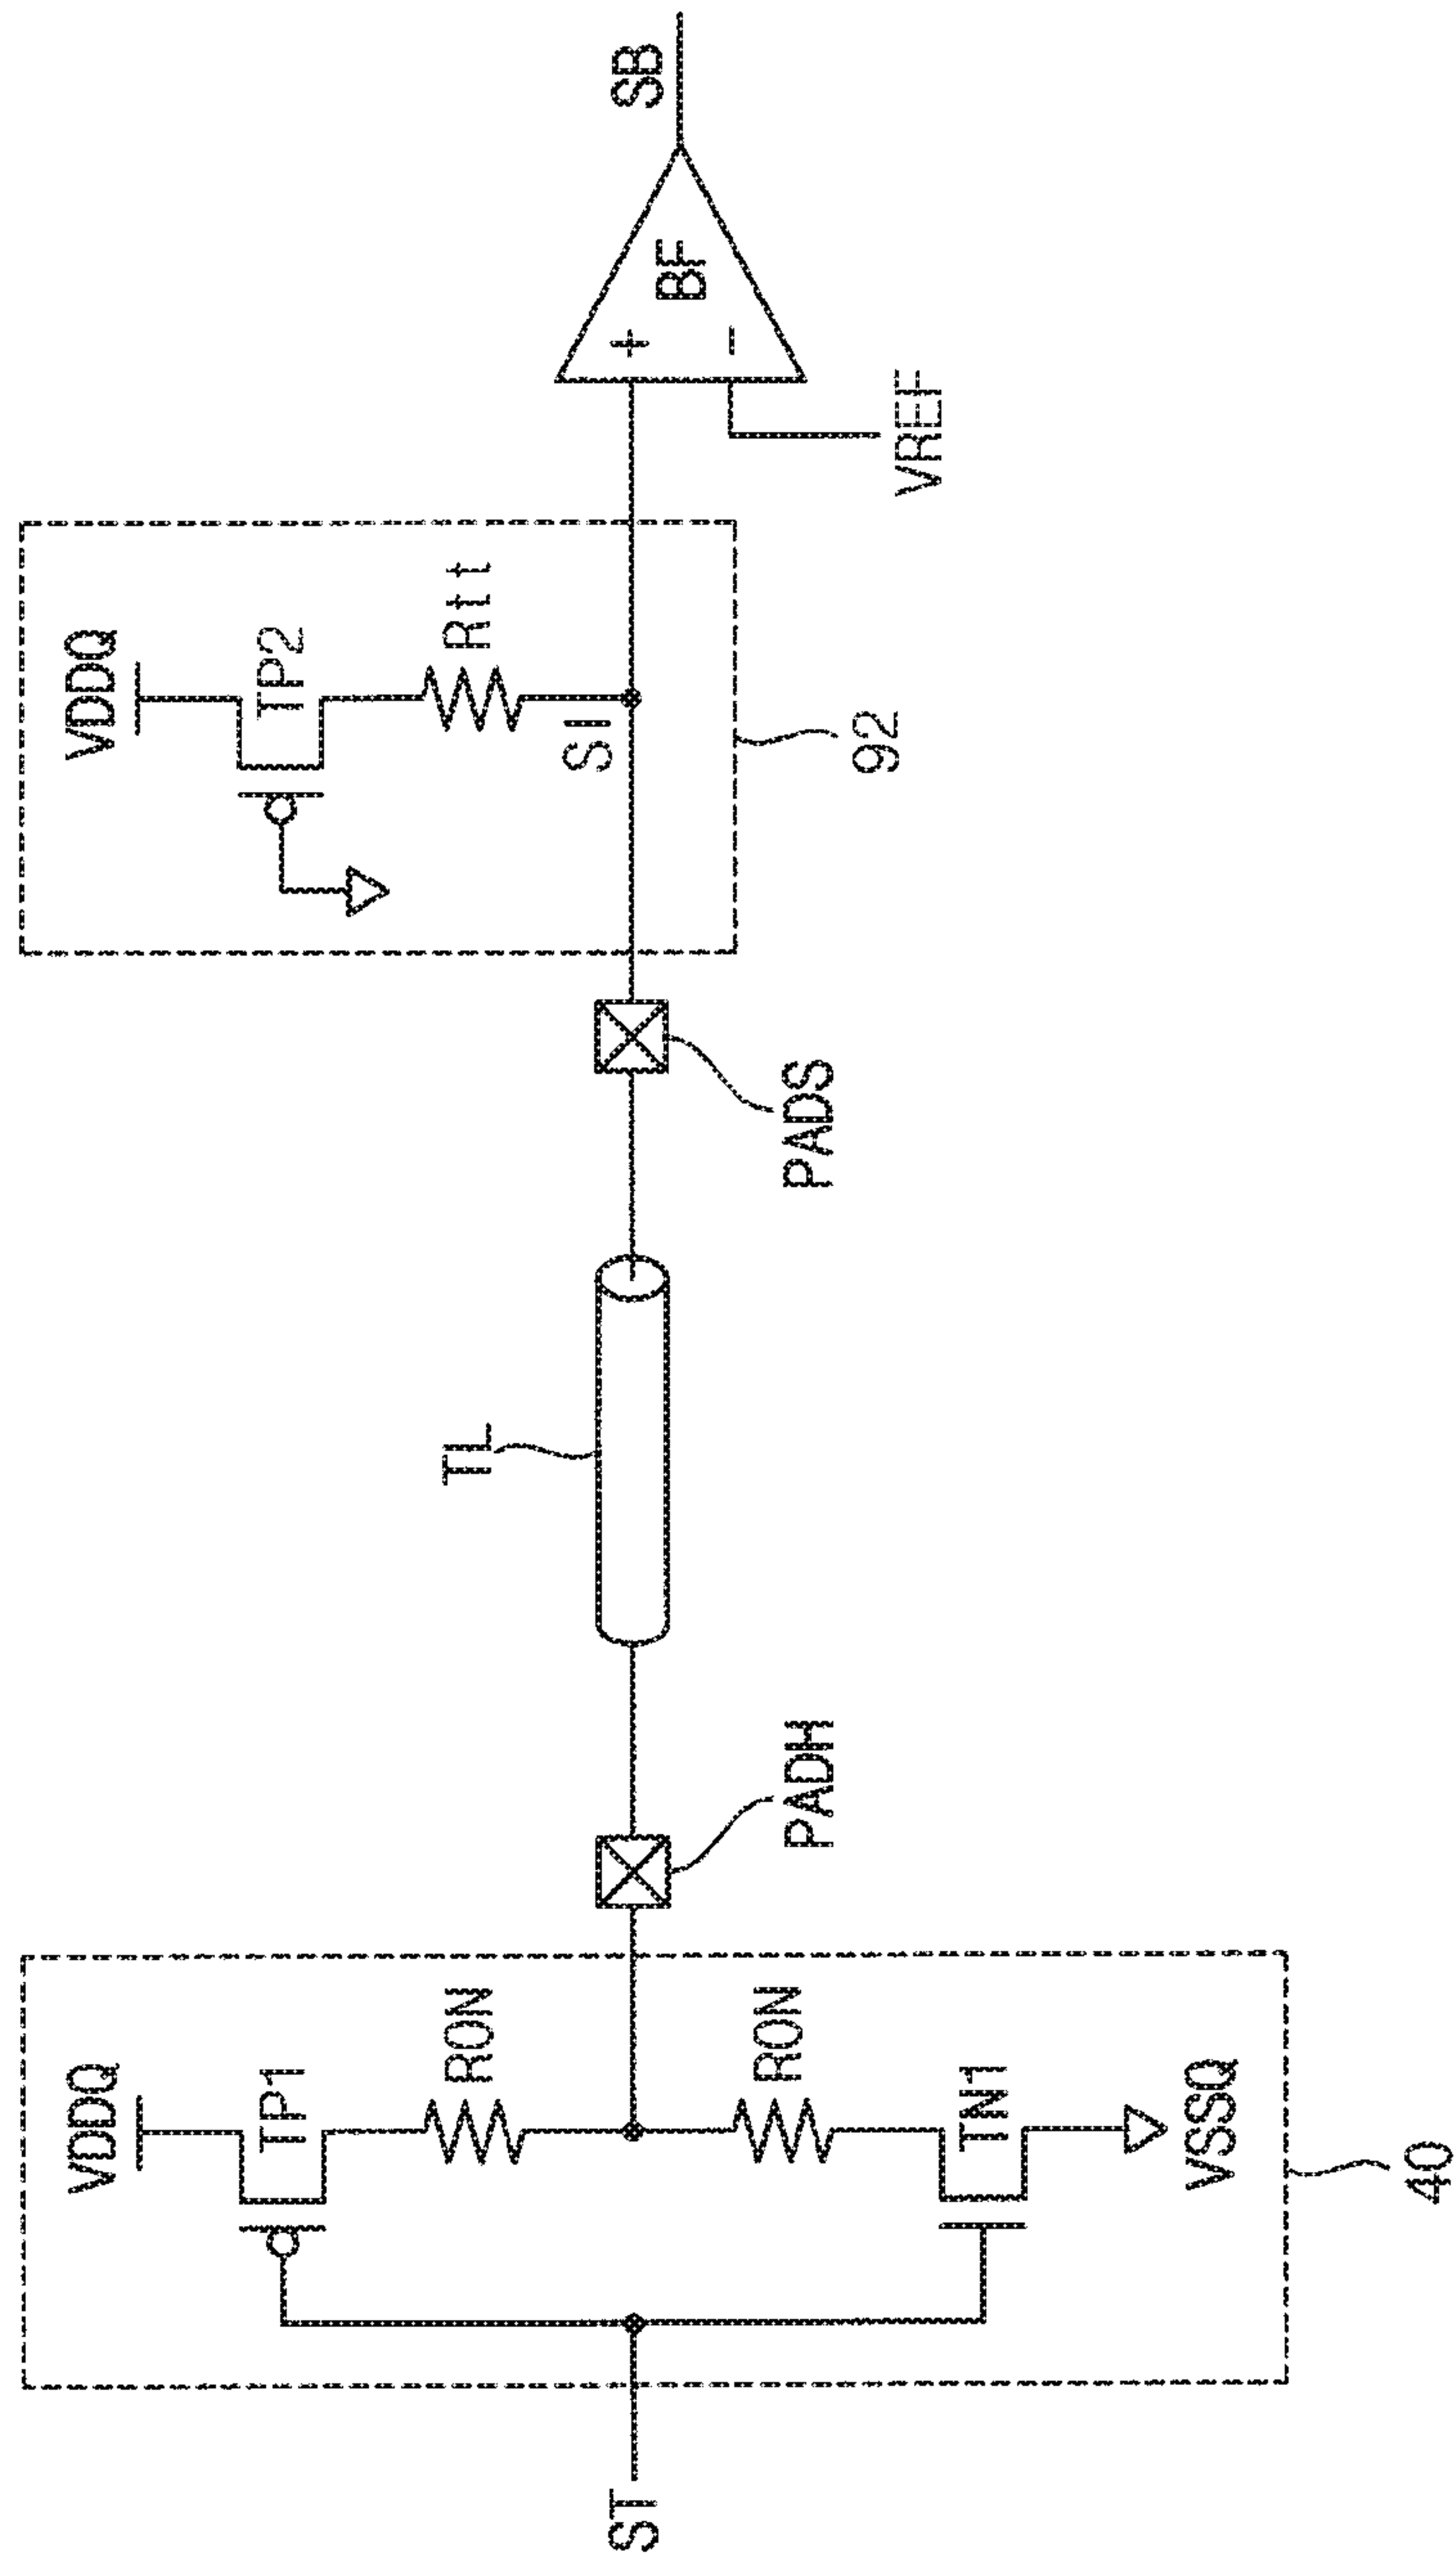 VDDQ
TP1
RON
ST
RON
TN1
VSSQ
40
PADH
TL
PADS
VDDQ
TP2
Rtt
SI
92
+
BF
-
VREF
SB